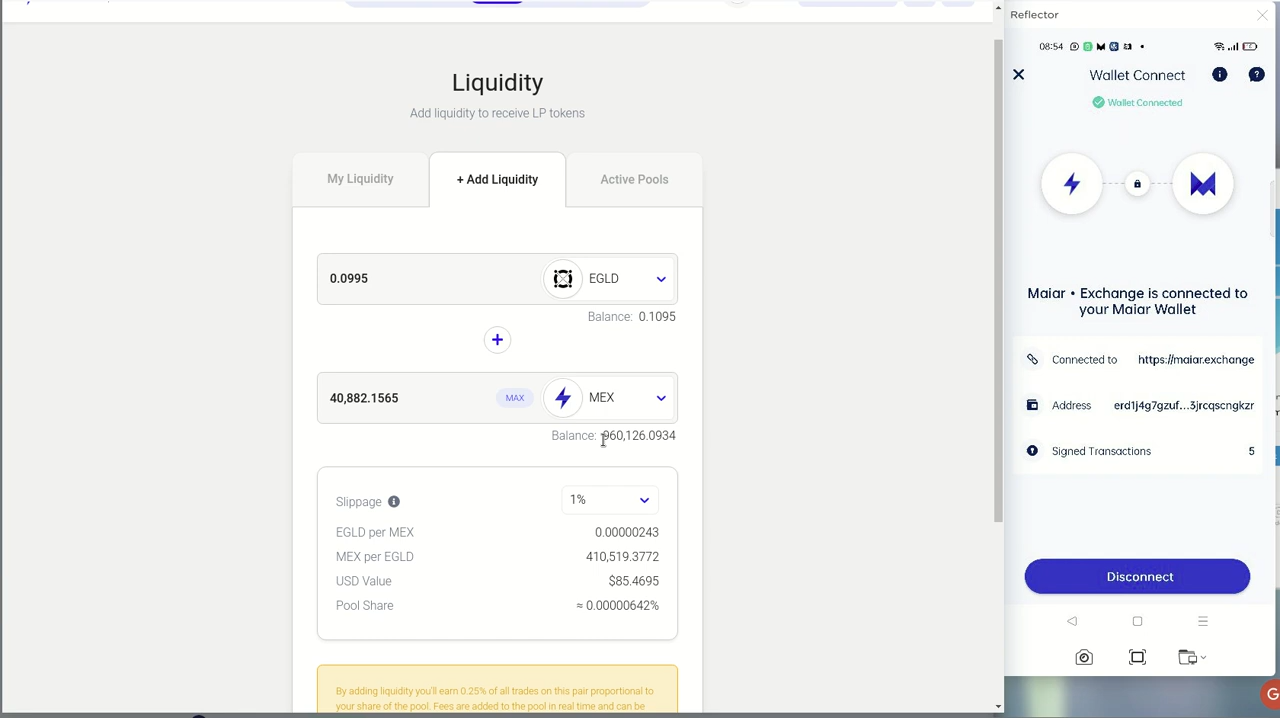 Liquidity
Add liquidity to receive LP tokens
My Liquidity
+ Add Liquidity
Active Pools
0.0995
EGLD
Balance: 0.1095
40,882.1565
MAX
MEX
Balance: 960,126.0934
Slippage
1%
EGLD per MEX 0.00000243
MEX per EGLD 410,519.3772
USD Value $85.4695
Pool Share ≈ 0.00000642%
By adding liquidity you'll earn 0.25% of all trades on this pair proportional to
your share of the pool. Fees are added to the pool in real time and can be
Reflector
08:54
Wallet Connect
Wallet Connected
Maiar • Exchange is connected to
your Maiar Wallet
Connected to https://maiar.exchange
Address erd1j4g7gzuf...3jrcqscngkzr
Signed Transactions 5
Disconnect